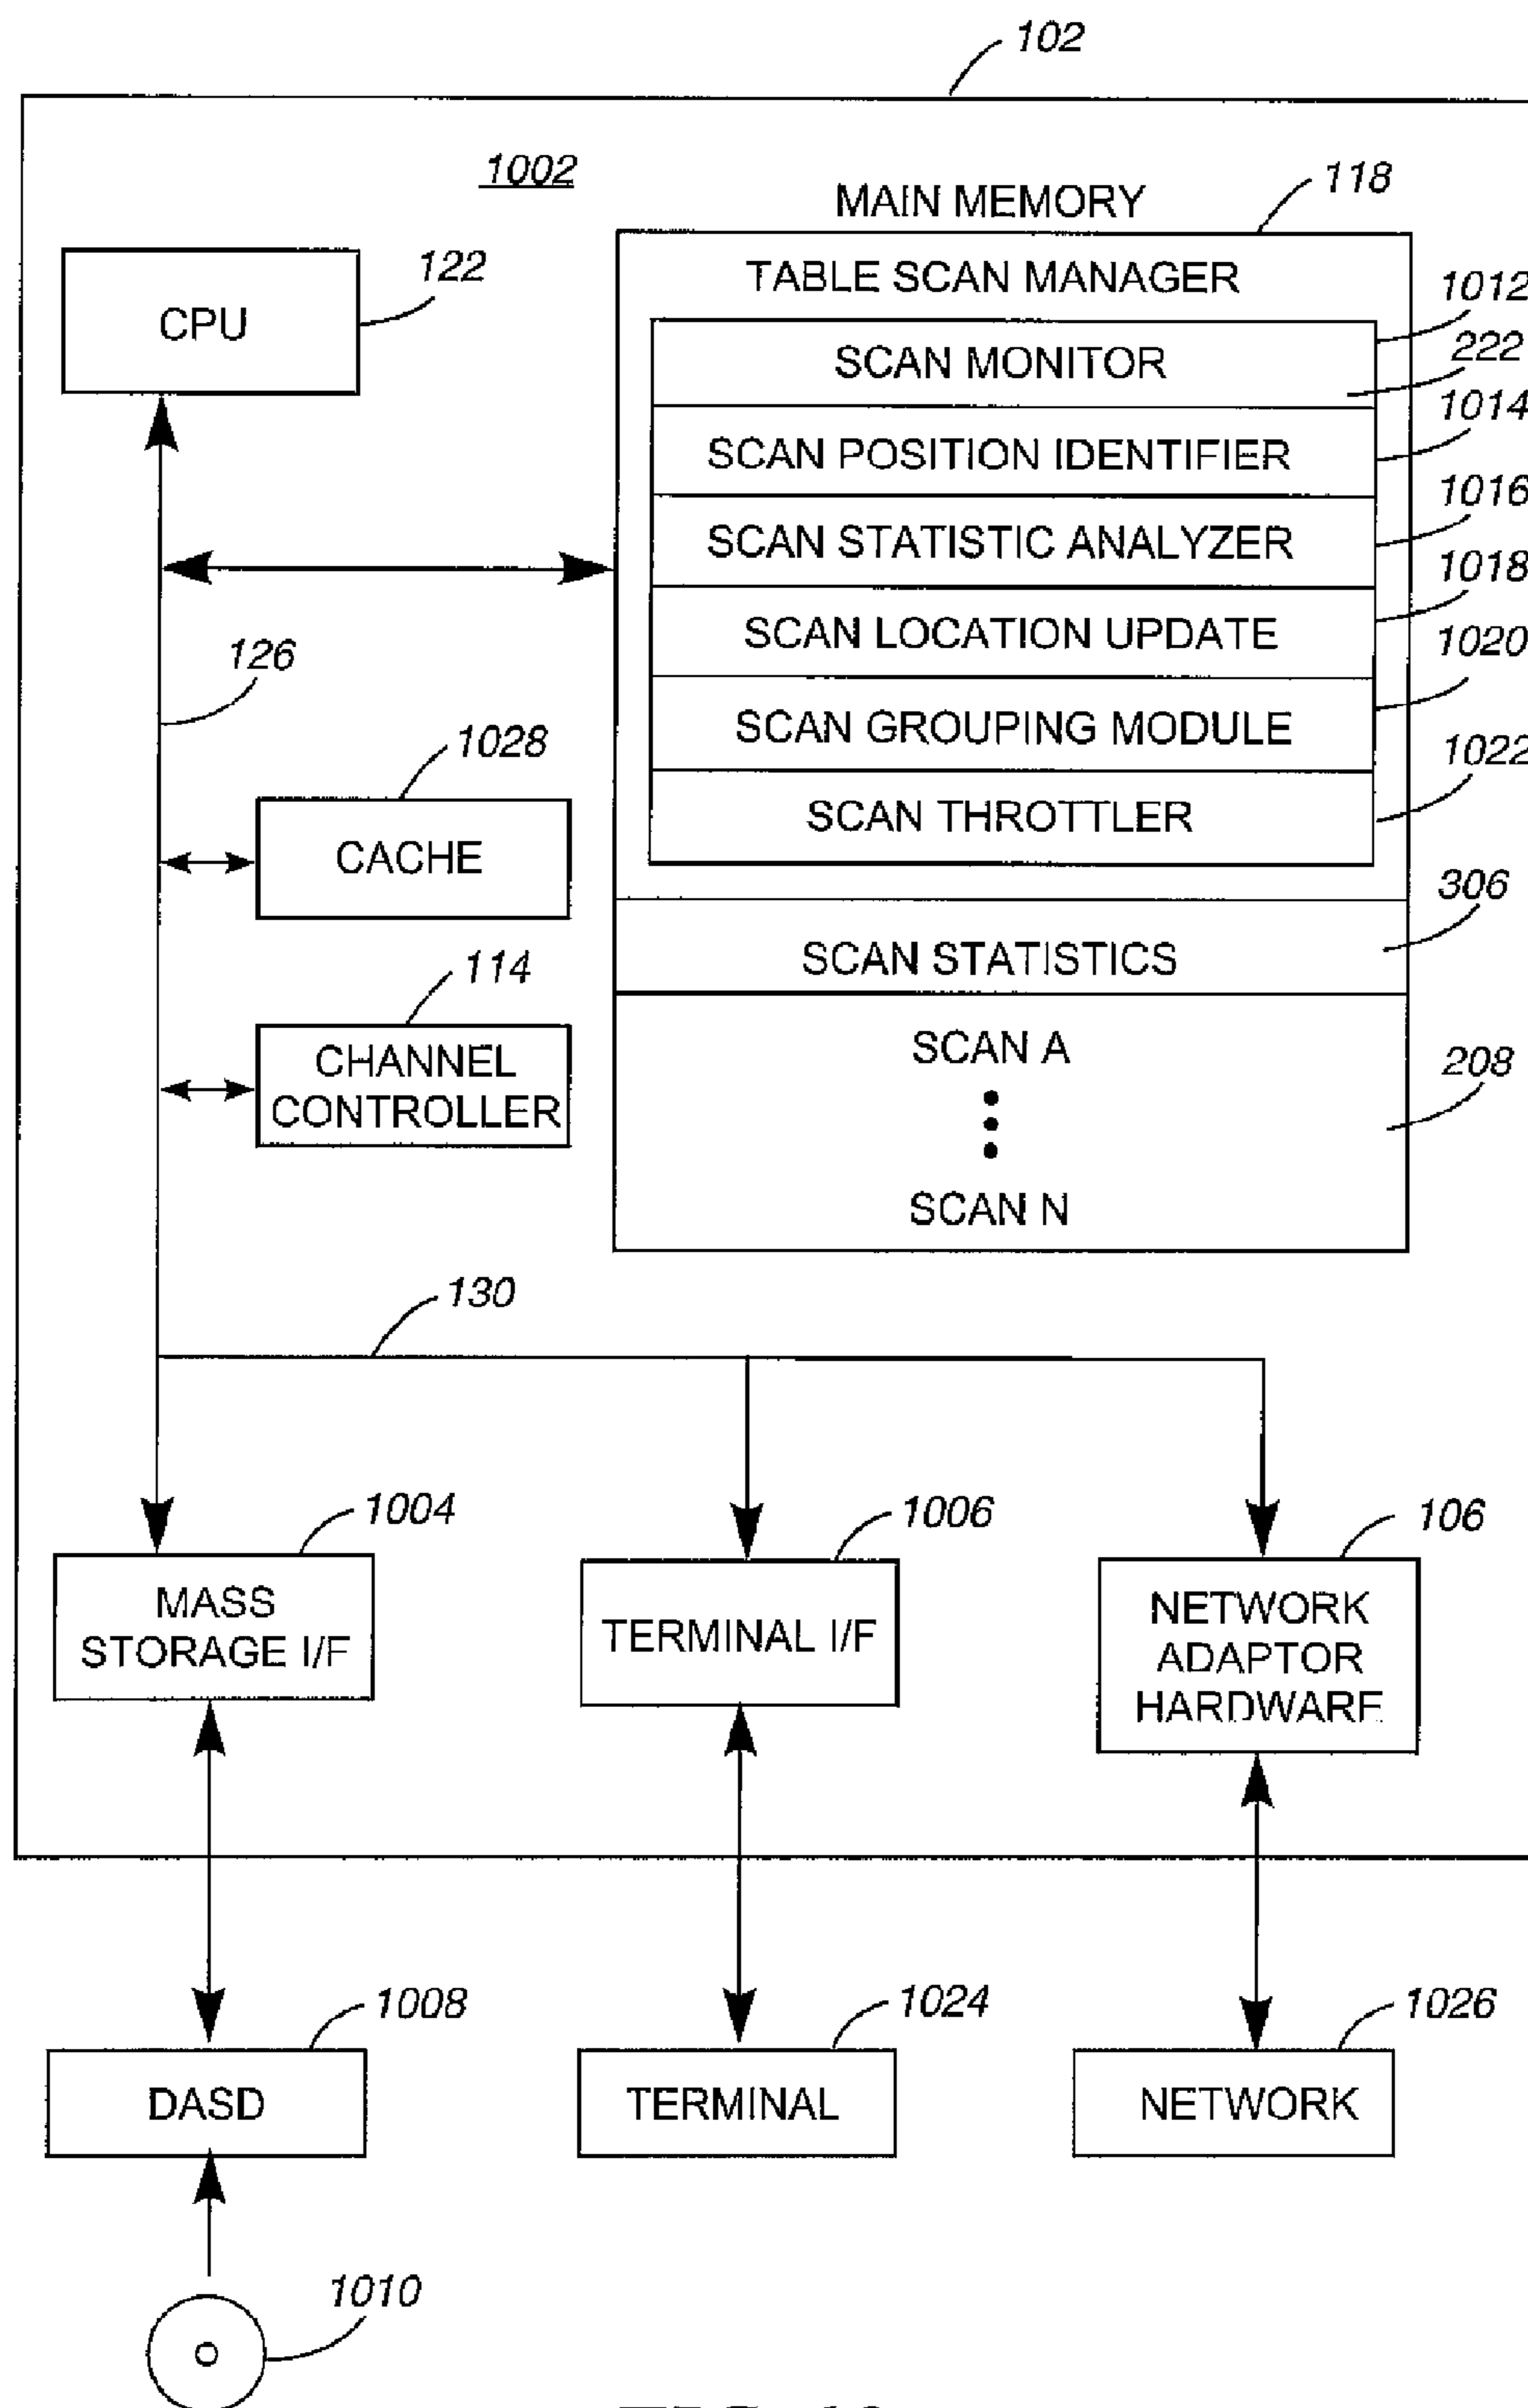 102
1002
MAIN MEMORY
118
CPU
122
TABLE SCAN MANAGER
1012
SCAN MONITOR
222
SCAN POSITION IDENTIFIER
1014
SCAN STATISTIC ANALYZER
1016
SCAN LOCATION UPDATE
1018
SCAN GROUPING MODULE
1020
SCAN THROTTLER
1022
126
1028
CACHE
SCAN STATISTICS
306
114
CHANNEL
CONTROLLER
SCAN A
208
SCAN N
130
1004
MASS
STORAGE I/F
1006
TERMINAL I/F
106
NETWORK
ADAPTOR
HARDWARE
1008
DASD
1024
TERMINAL
1026
NETWORK
1010